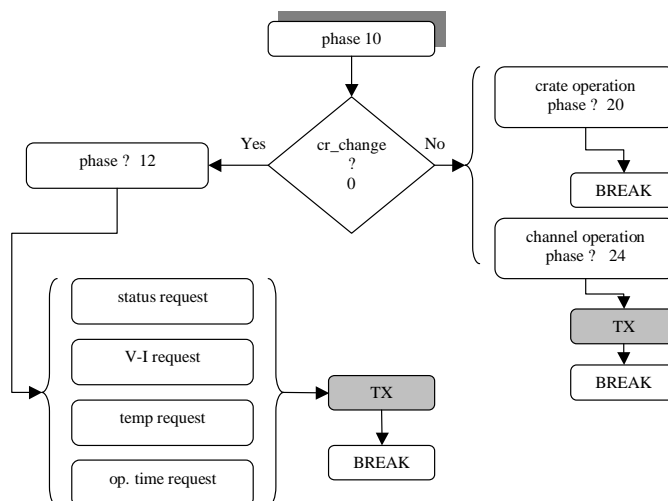 phase 10
crate operation
phase ? 20
BREAK
Yes
cr_change
?
0
No
phase ? 12
channel operation
phase ? 24
TX
BREAK
status request
V-I request
temp request
op. time request
TX
BREAK